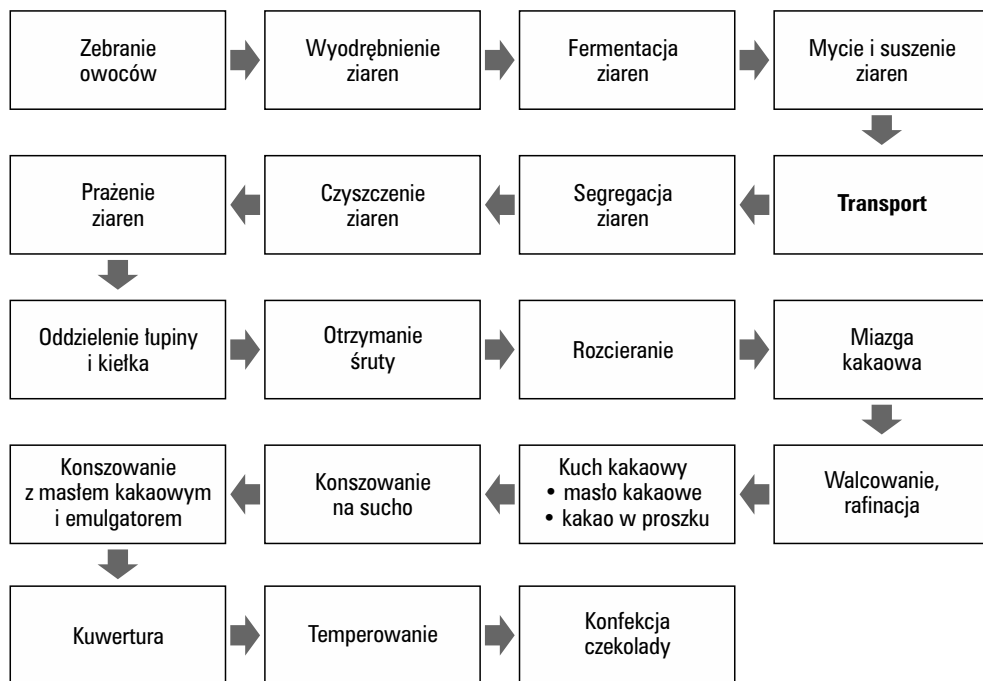 Zebranie
owoców
Wyodrębnienie
ziaren
Fermentacja
ziaren
Mycie i suszenie
ziaren
Prażenie
ziaren
Czyszczenie
ziaren
Segregacja
ziaren
Transport
Oddzielenie łupiny
i kiełka
Otrzymanie
śruty
Rozcieranie
Miazga
kakaowa
Konszowanie
z masłem kakaowym
i emulgatorem
Konszowanie
na sucho
Kuch kakaowy
• masło kakaowe
• kakao w proszku
Walcowanie,
rafinacja
Kuwertura
Temperowanie
Konfekcja
czekolady